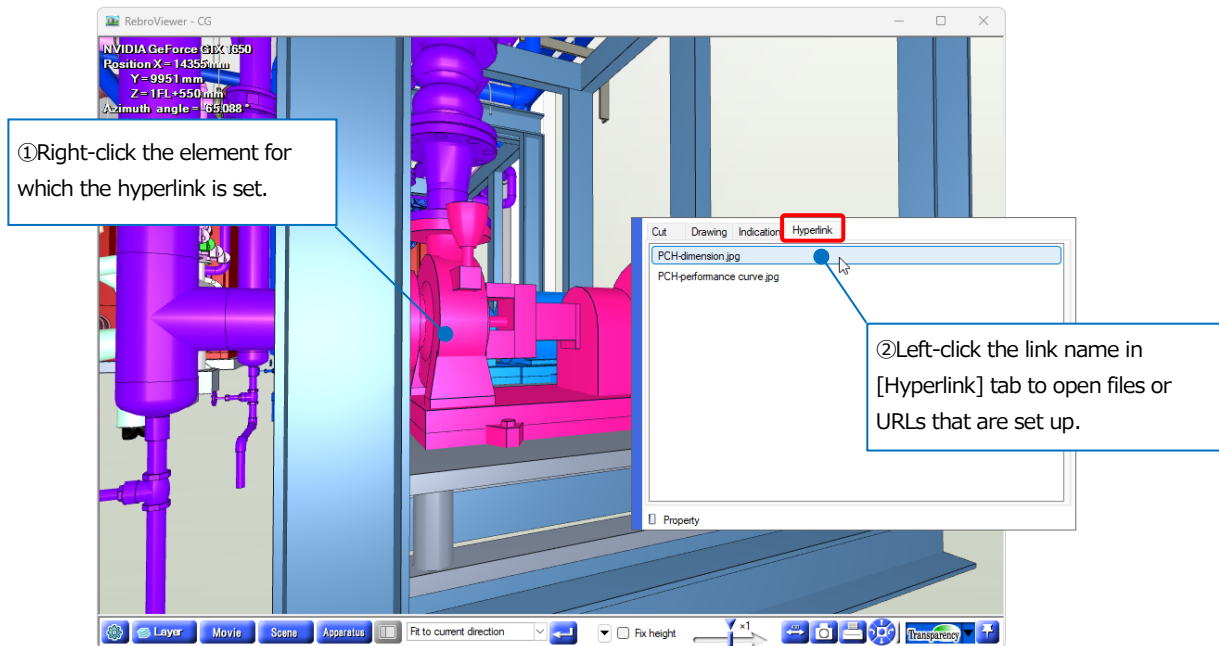 RebroViewer - CG
NVIDIA GeForce GTX 1650
Position X = 14355mm
Y = 9951 mm
Z = 1FL+550 mm
Azimuth angle = -65.088 °
①Right-click the element for
which the hyperlink is set.
Cut Drawing Indication Hyperlink
PCH-dimension.jpg
PCH-performance curve.jpg
②Left-click the link name in
[Hyperlink] tab to open files or
URLs that are set up.
Property
Layer Movie Scene Apparatus Fit to current direction Fix height ×1 Transparency